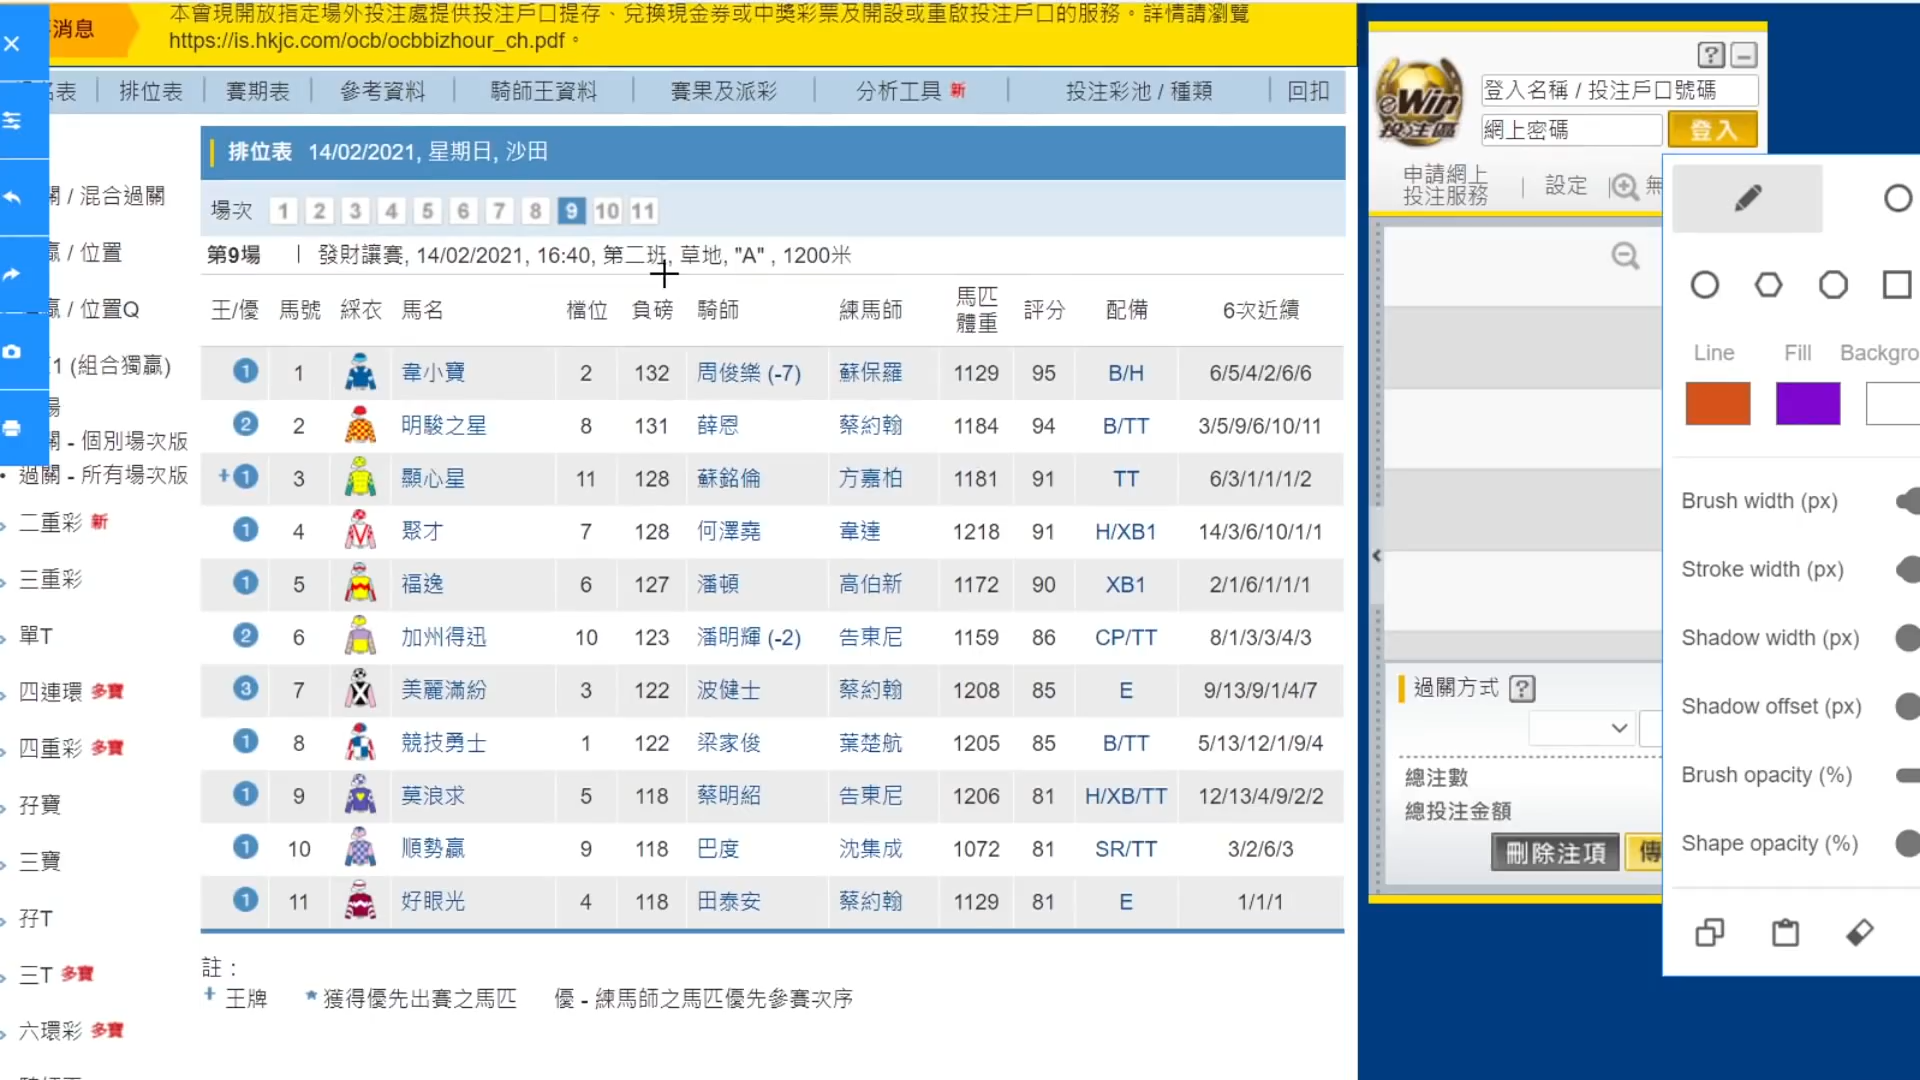 本會現開放指定場外投注處提供投注戶口提存、兌換現金券或中獎彩票及開設或重啟投注戶口的服務。詳情請瀏覽
消息
https://is.hkjc.com/ocb/ocbbizhour_ch.pdf。
名表 排位表 賽期表 參考資料 騎師王資料 賽果及派彩 分析工具 新 投注彩池 / 種類 回扣
排位表 14/02/2021, 星期日, 沙田
場次 1 2 3 4 5 6 7 8 9 10 11
第9場 | 發財讓賽, 14/02/2021, 16:40, 第二班, 草地, "A" , 1200米
王/優 馬號 綵衣 馬名 檔位 負磅 騎師 練馬師 馬匹體重 評分 配備 6次近績
1 1 韋小寶 2 132 周俊樂 (-7) 蘇保羅 1129 95 B/H 6/5/4/2/6/6
2 2 明駿之星 8 131 薛恩 蔡約翰 1184 94 B/TT 3/5/9/6/10/11
+ 1 3 顯心星 11 128 蘇銘倫 方嘉柏 1181 91 TT 6/3/1/1/1/2
1 4 聚才 7 128 何澤堯 韋達 1218 91 H/XB1 14/3/6/10/1/1
1 5 福逸 6 127 潘頓 高伯新 1172 90 XB1 2/1/6/1/1/1
2 6 加州得迅 10 123 潘明輝 (-2) 告東尼 1159 86 CP/TT 8/1/3/3/4/3
3 7 美麗滿紛 3 122 波健士 蔡約翰 1208 85 E 9/13/9/1/4/7
1 8 競技勇士 1 122 梁家俊 葉楚航 1205 85 B/TT 5/13/12/1/9/4
1 9 莫浪求 5 118 蔡明紹 告東尼 1206 81 H/XB/TT 12/13/4/9/2/2
1 10 順勢贏 9 118 巴度 沈集成 1072 81 SR/TT 3/2/6/3
1 11 好眼光 4 118 田泰安 蔡約翰 1129 81 E 1/1/1
註 :
+ 王牌 * 獲得優先出賽之馬匹 優 - 練馬師之馬匹優先參賽次序
關 / 混合過關
贏 / 位置
贏 / 位置Q
1 (組合獨贏)
場
關 - 個別場次版
過關 - 所有場次版
二重彩 新
三重彩
單T
四連環 多寶
四重彩 多寶
孖寶
三寶
孖T
三T 多寶
六環彩 多寶
eWin
投注區
登入名稱 / 投注戶口號碼
網上密碼 登入
申請網上
投注服務 | 設定 | 無
過關方式
總注數
總投注金額
刪除注項 傳
Line Fill Backgro
Brush width (px)
Stroke width (px)
Shadow width (px)
Shadow offset (px)
Brush opacity (%)
Shape opacity (%)